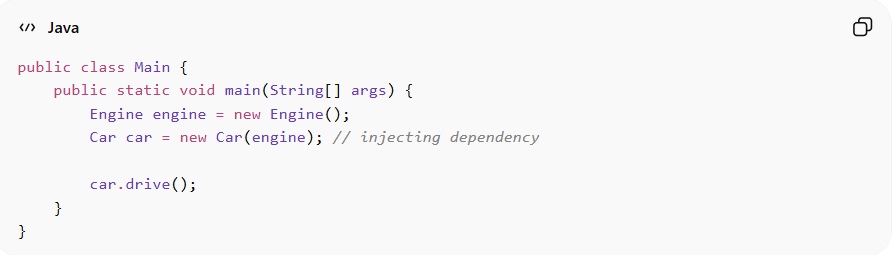 </> Java
public class Main {
    public static void main(String[] args) {
        Engine engine = new Engine();
        Car car = new Car(engine); // injecting dependency

        car.drive();
    }
}